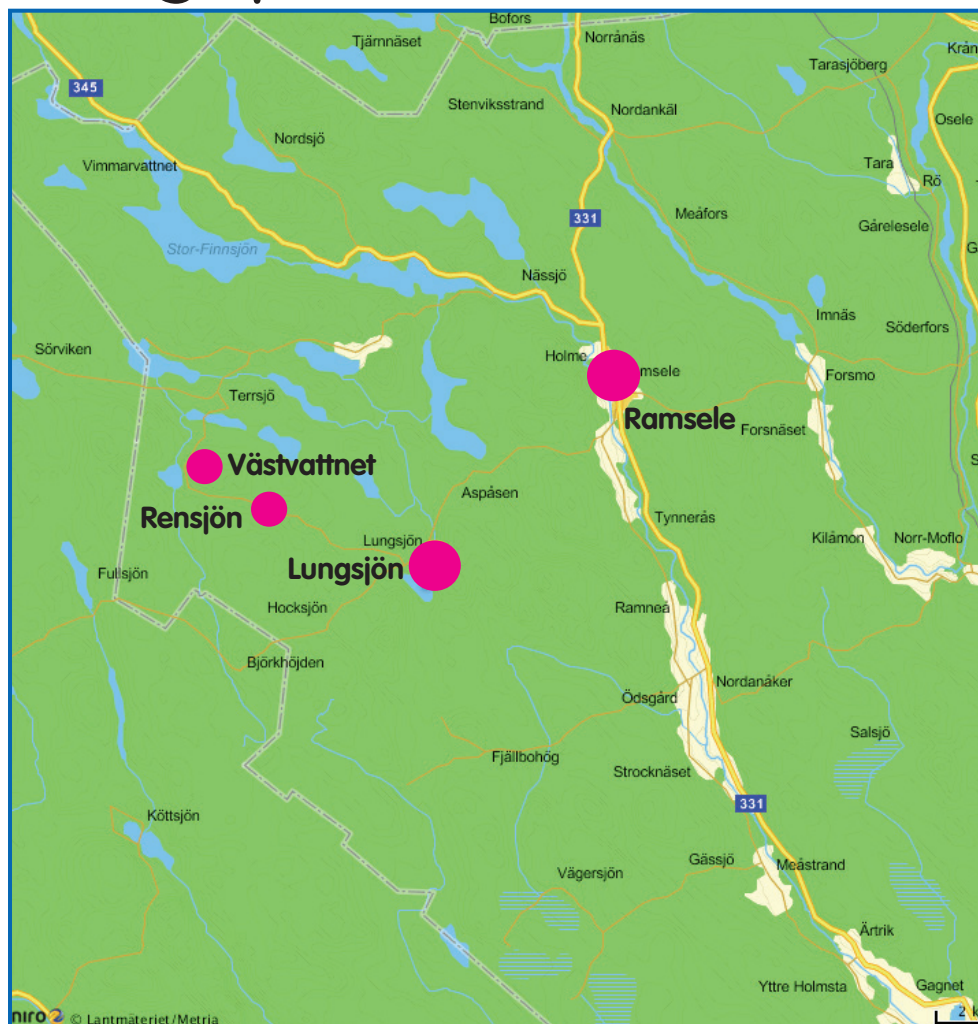 Bofors
Tjärnnäset
Norrånäs
Krån
Tarasjöberg
345
Stenviksstrand
Nordankäl
Osele
Nordsjö
Vimmarvattnet
Tara
Rö
Meåfors
331
Gårelesele
Stor-Finnsjön
Nässjö
Imnäs
Söderfors
Sörviken
Holme
msele
Forsmo
Terrsjö
Ramsele
Forsnäset
Västvattnet
Aspåsen
Rensjön
Tynnerås
Lungsjön
Kilåmon
Norr-Moflo
Lungsjön
Fullsjön
Hocksjön
Ramneå
Björkhöjden
Nordanåker
Ödsgård
Salsjö
Fjällbohög
Strocknäset
331
Köttsjön
Gässjö
Meåstrand
Vägersjön
Ärtrik
Yttre Holmsta
Gagnet
niro © Lantmäteriet/Metria
2